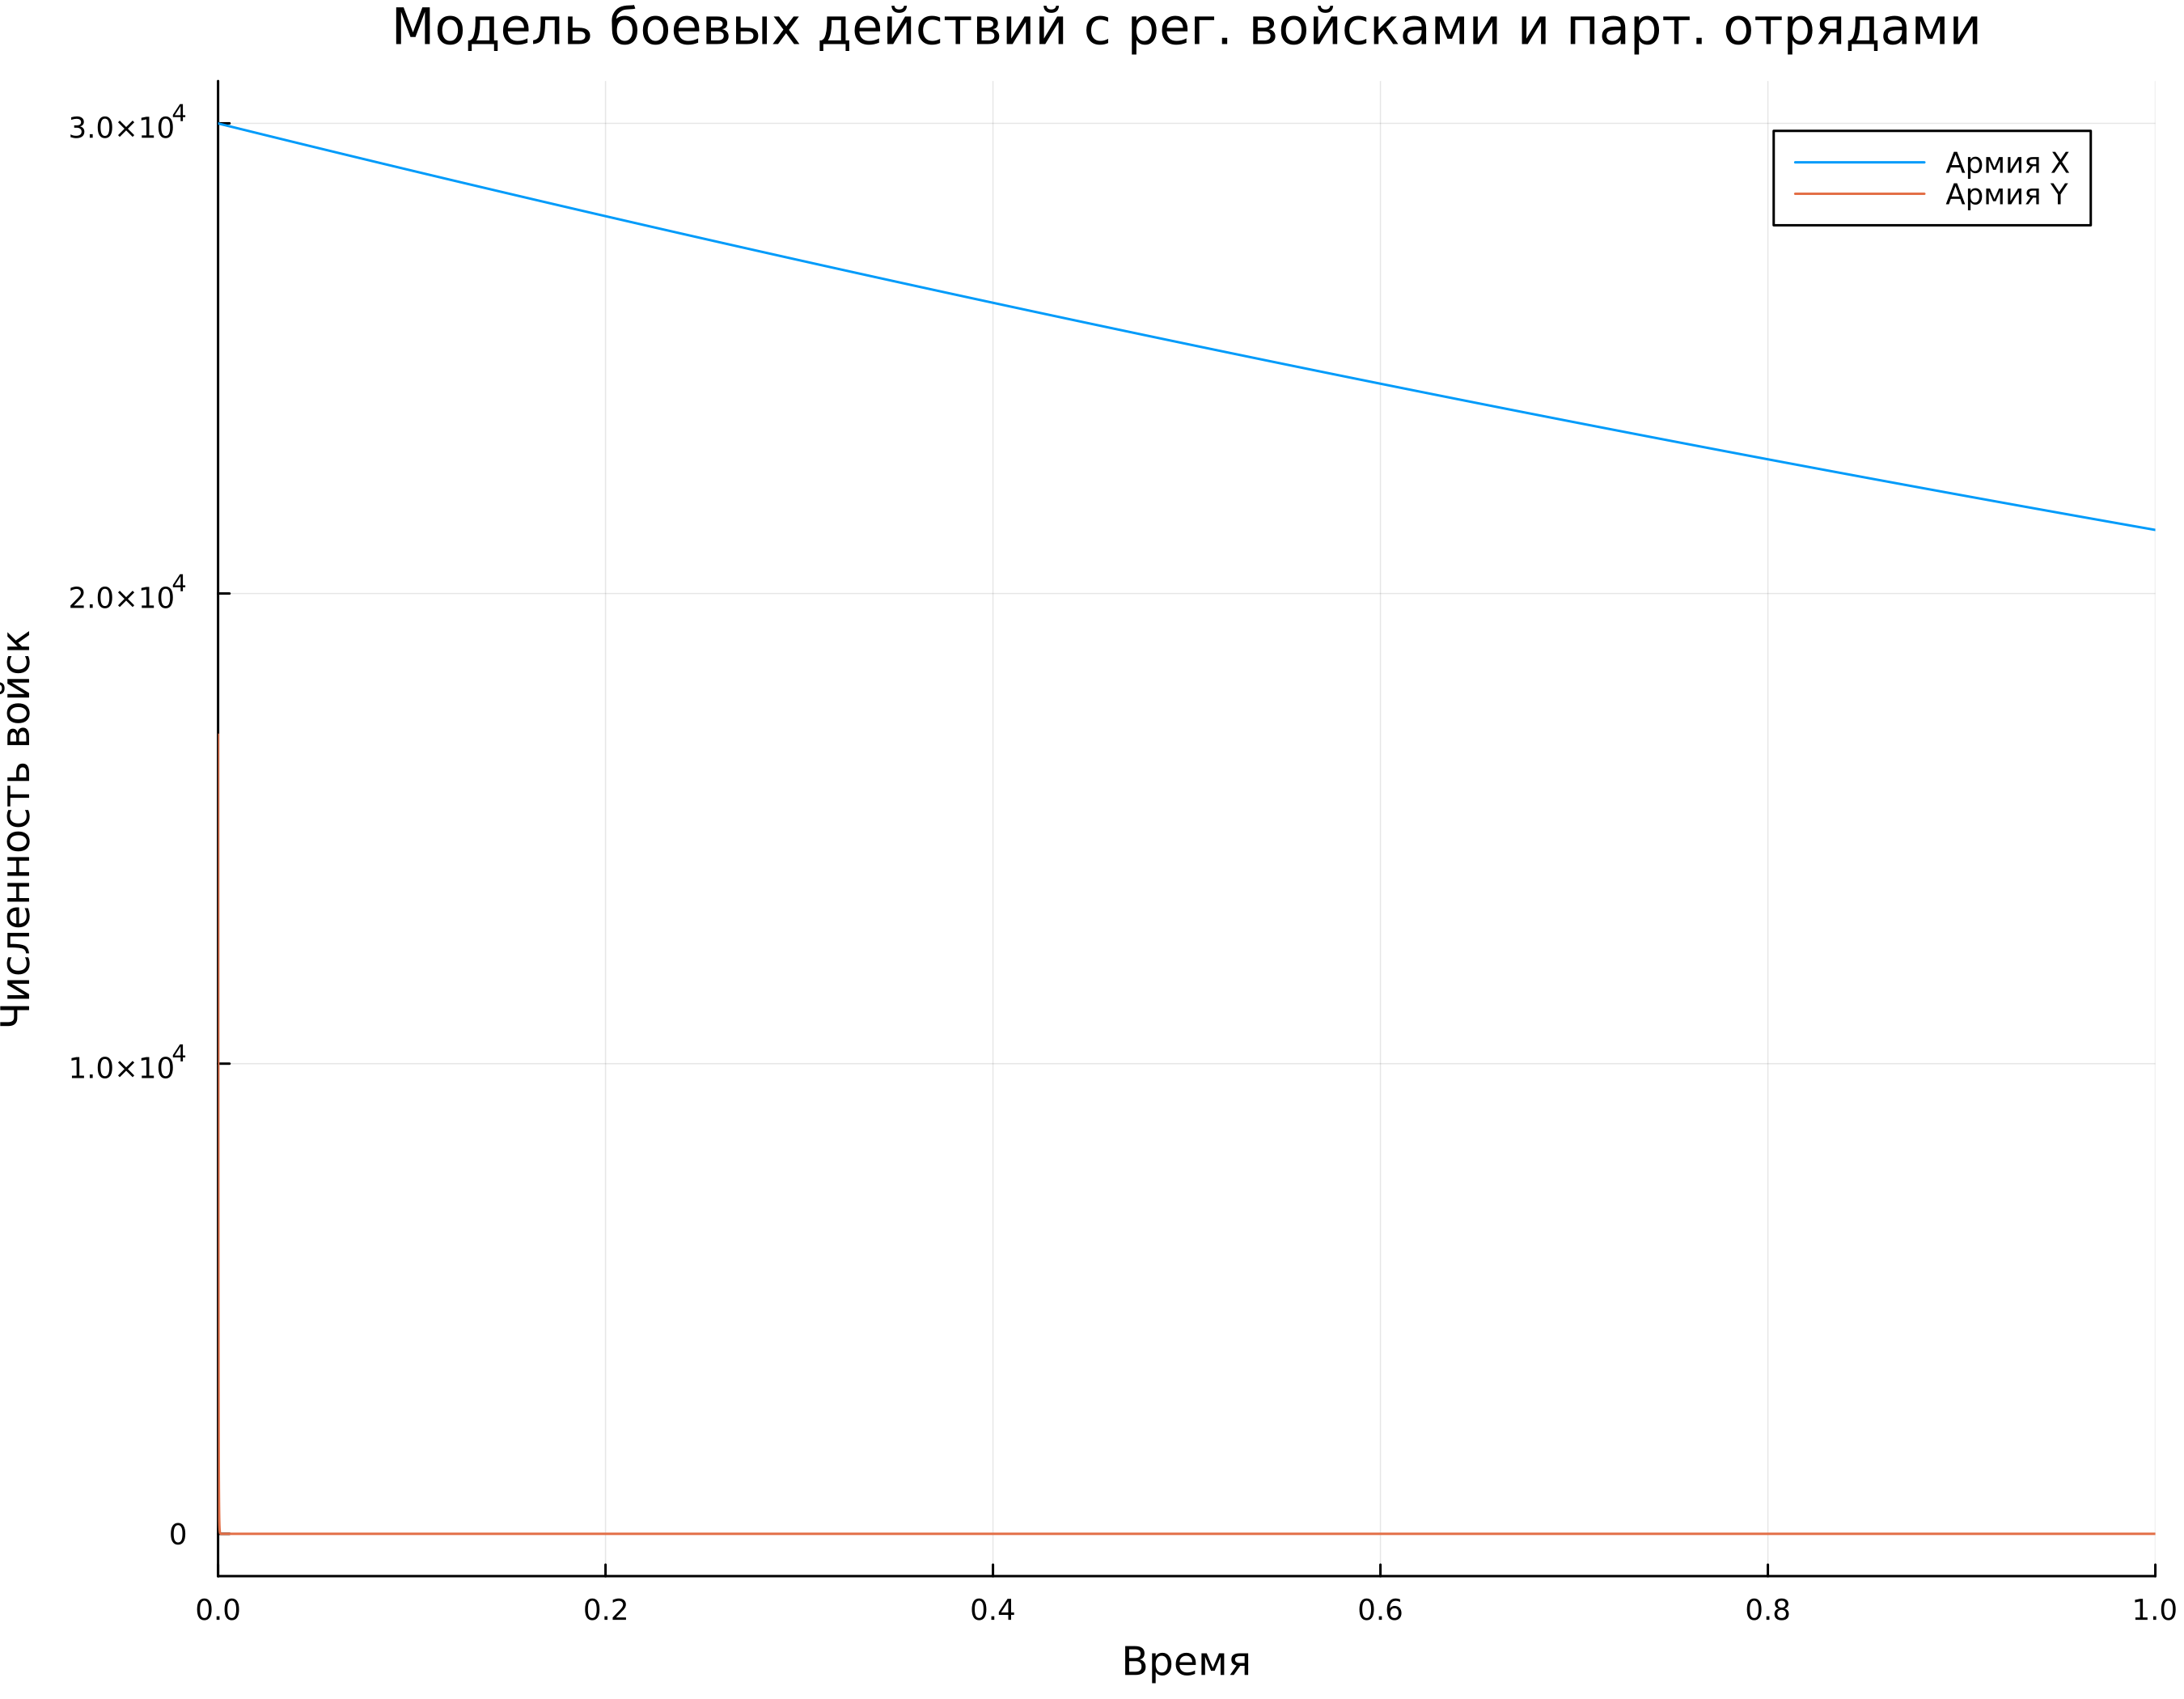 Модель боевых действий с рег. войсками и парт. отрядами
3.0×10⁴
Армия X
Армия Y
2.0×10⁴
Численность войск
1.0×10⁴
0
0.0 0.2 0.4 0.6 0.8 1.0
Время